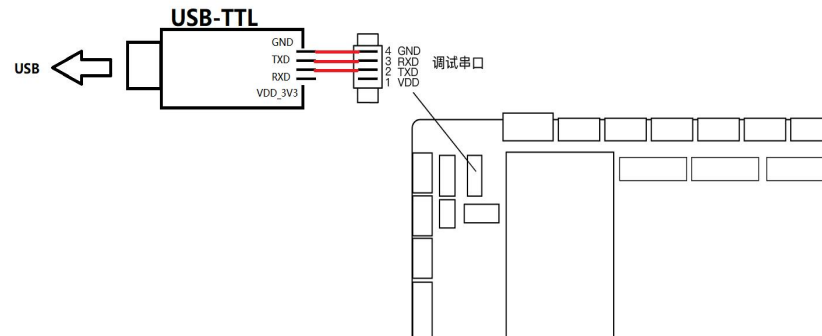 USB-TTL
USB
GND
TXD
RXD
VDD_3V3
4 GND
3 RXD
2 TXD
1 VDD
调试串口